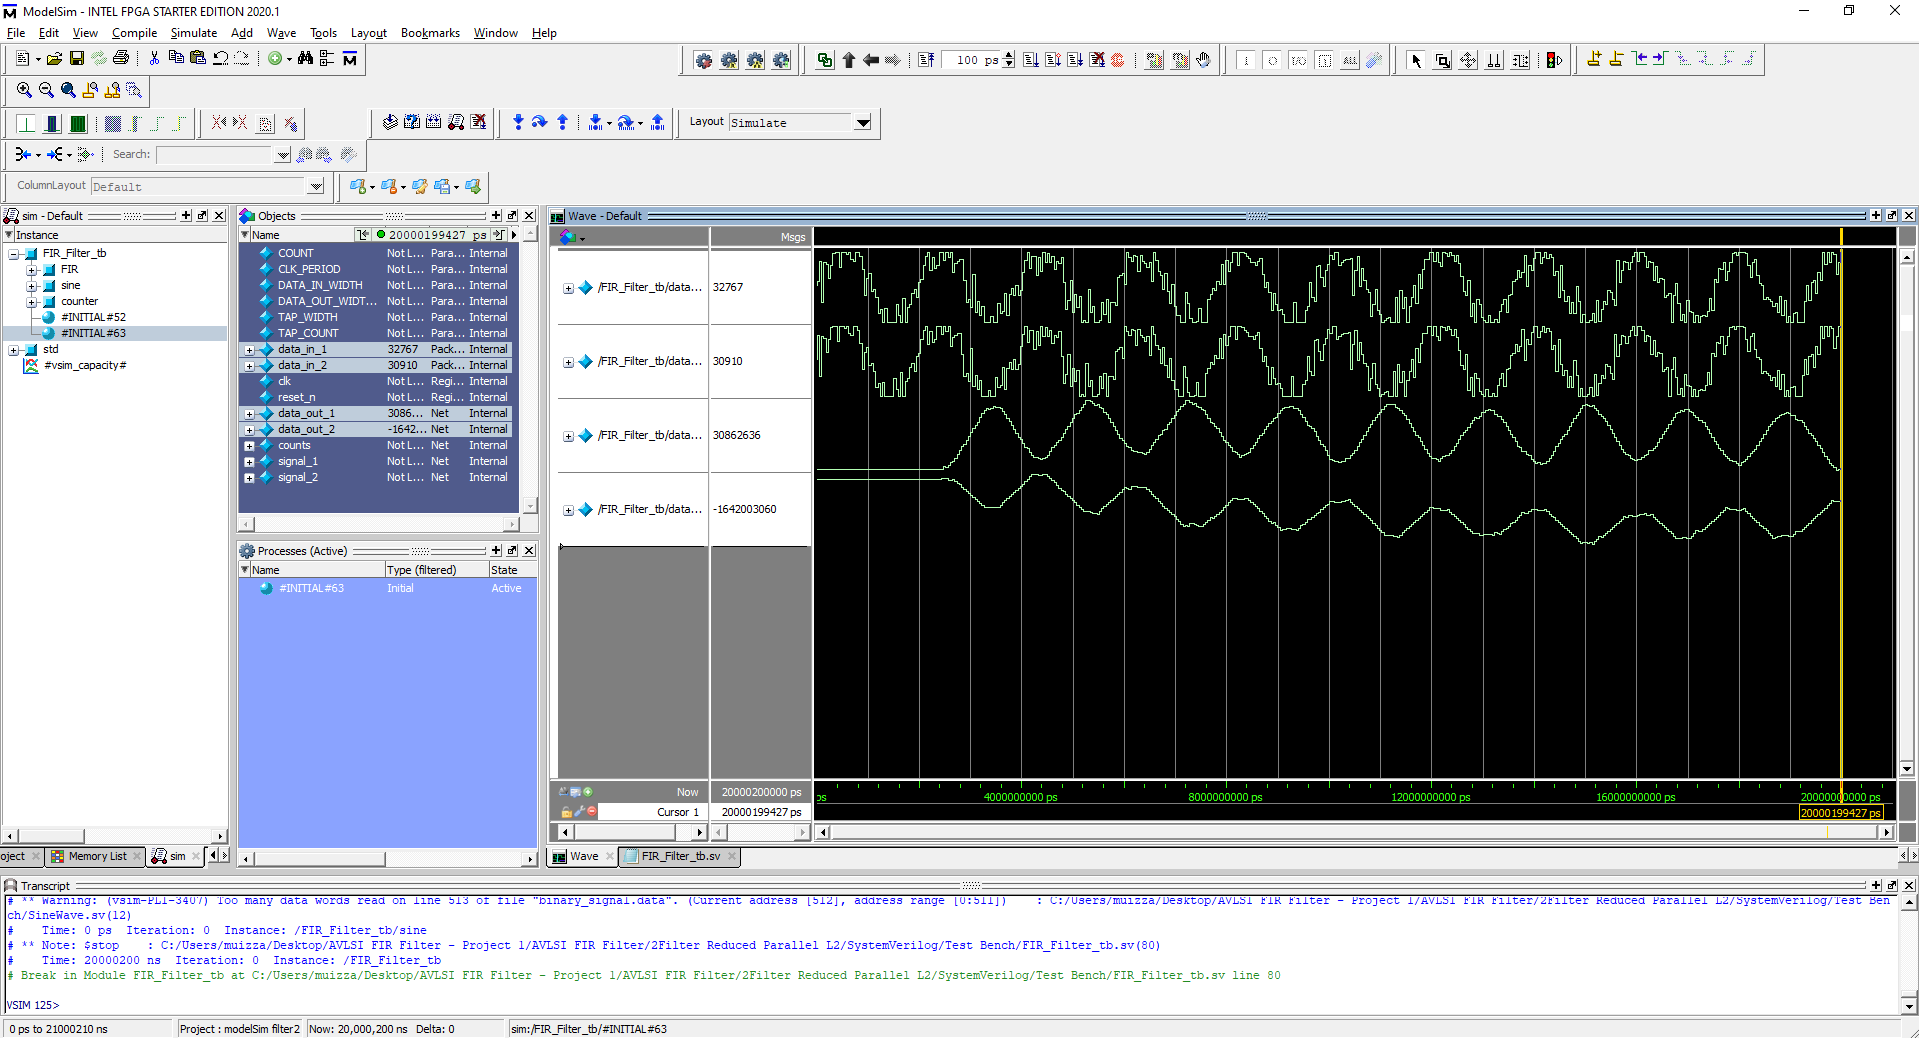 ModelSim - INTEL FPGA STARTER EDITION 2020.1
File Edit View Compile Simulate Add Wave Tools Layout Bookmarks Window Help
100 ps
ALL
Layout Simulate
Search:
ColumnLayout Default
sim - Default
Instance
FIR_Filter_tb
FIR
sine
counter
#INITIAL#52
#INITIAL#63
std
#vsim_capacity#
oject Memory List sim
Objects
Name 20000199427 ps
COUNT Not L... Para... Internal
CLK_PERIOD Not L... Para... Internal
DATA_IN_WIDTH Not L... Para... Internal
DATA_OUT_WIDT... Not L... Para... Internal
TAP_WIDTH Not L... Para... Internal
TAP_COUNT Not L... Para... Internal
data_in_1 32767 Pack... Internal
data_in_2 30910 Pack... Internal
clk Not L... Regi... Internal
reset_n Not L... Regi... Internal
data_out_1 3086... Net Internal
data_out_2 -1642... Net Internal
counts Not L... Net Internal
signal_1 Not L... Net Internal
signal_2 Not L... Net Internal
Processes (Active)
Name Type (filtered) State
#INITIAL#63 Initial Active
Wave - Default
Msgs
/FIR_Filter_tb/data... 32767
/FIR_Filter_tb/data... 30910
/FIR_Filter_tb/data... 30862636
/FIR_Filter_tb/data... -1642003060
Now 20000200000 ps
ps 4000000000 ps 8000000000 ps 12000000000 ps 16000000000 ps 20000000000 ps
Cursor 1 20000199427 ps
20000199427 ps
Wave FIR_Filter_tb.sv
Transcript
# ** Warning: (vsim-PLI-3407) Too many data words read on line 513 of file "binary_signal.data". (Current address [512], address range [0:511]) : C:/Users/muizza/Desktop/AVLSI FIR Filter - Project 1/AVLSI FIR Filter/2Filter Reduced Parallel L2/SystemVerilog/Test Ben
ch/SineWave.sv(12)
# Time: 0 ps Iteration: 0 Instance: /FIR_Filter_tb/sine
# ** Note: $stop : C:/Users/muizza/Desktop/AVLSI FIR Filter - Project 1/AVLSI FIR Filter/2Filter Reduced Parallel L2/SystemVerilog/Test Bench/FIR_Filter_tb.sv(80)
# Time: 20000200 ns Iteration: 0 Instance: /FIR_Filter_tb
# Break in Module FIR_Filter_tb at C:/Users/muizza/Desktop/AVLSI FIR Filter - Project 1/AVLSI FIR Filter/2Filter Reduced Parallel L2/SystemVerilog/Test Bench/FIR_Filter_tb.sv line 80
VSIM 125>
0 ps to 21000210 ns Project : modelSim filter2 Now: 20,000,200 ns Delta: 0 sim:/FIR_Filter_tb/#INITIAL#63